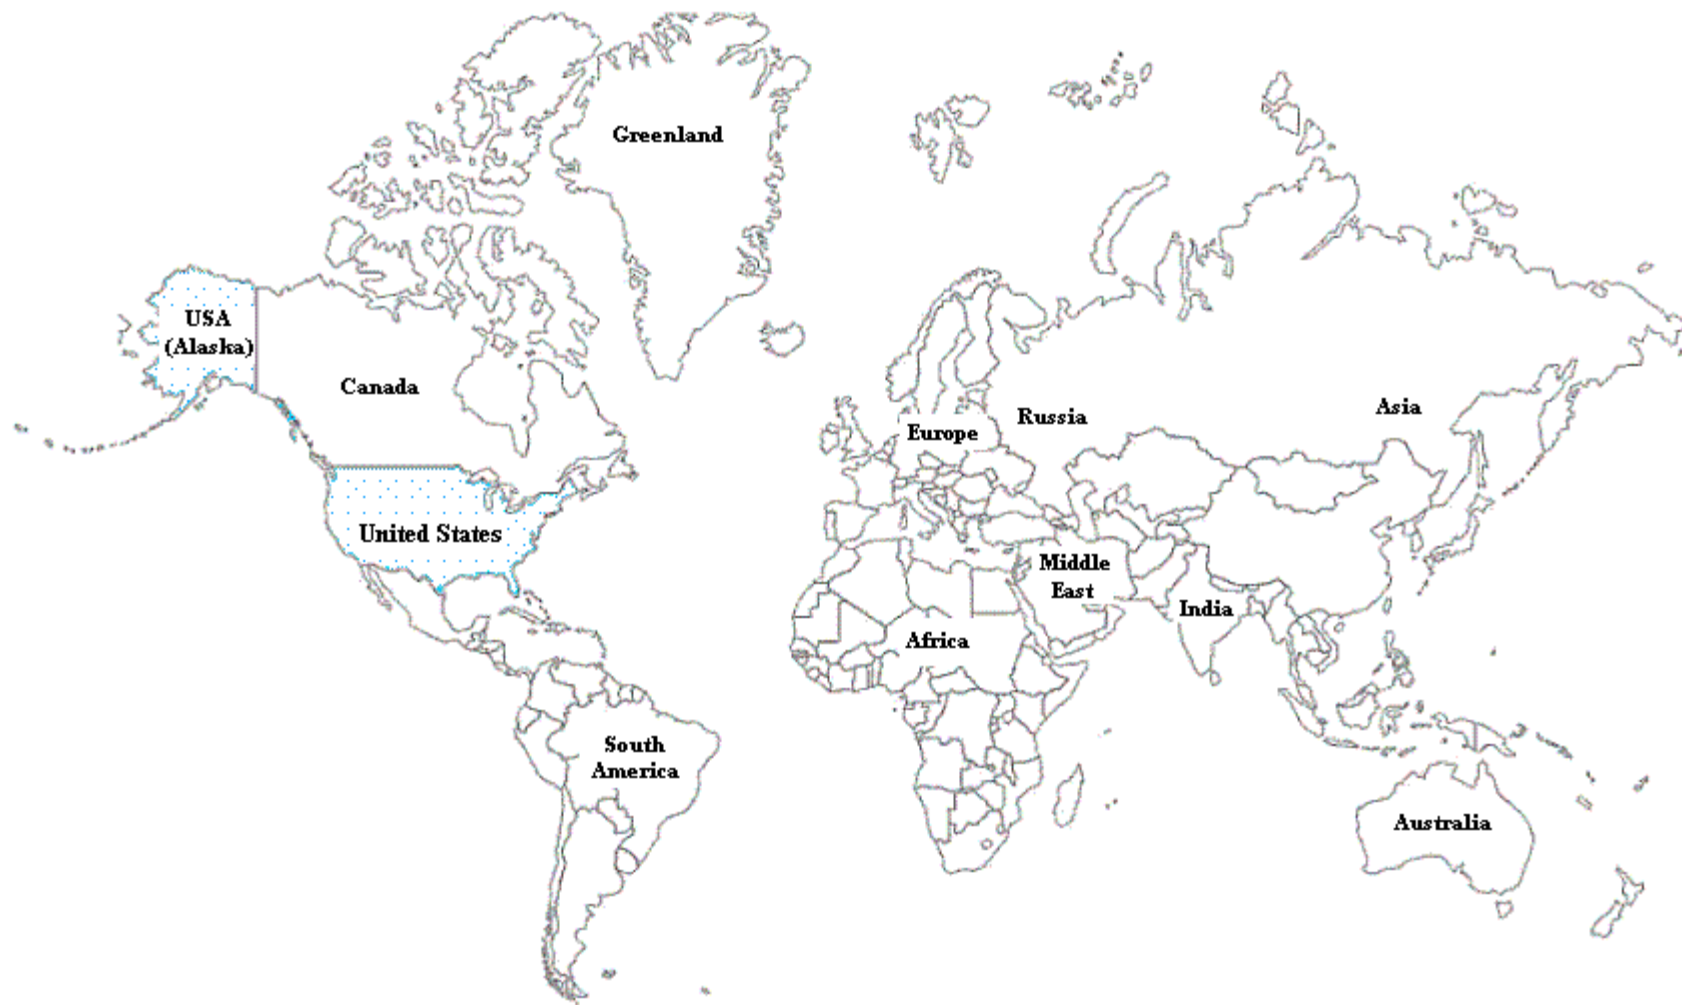 Greenland
USA
(Alaska)
Canada
Asia
Russia
Europe
United States
Middle
East
India
Africa
South
America
Australia